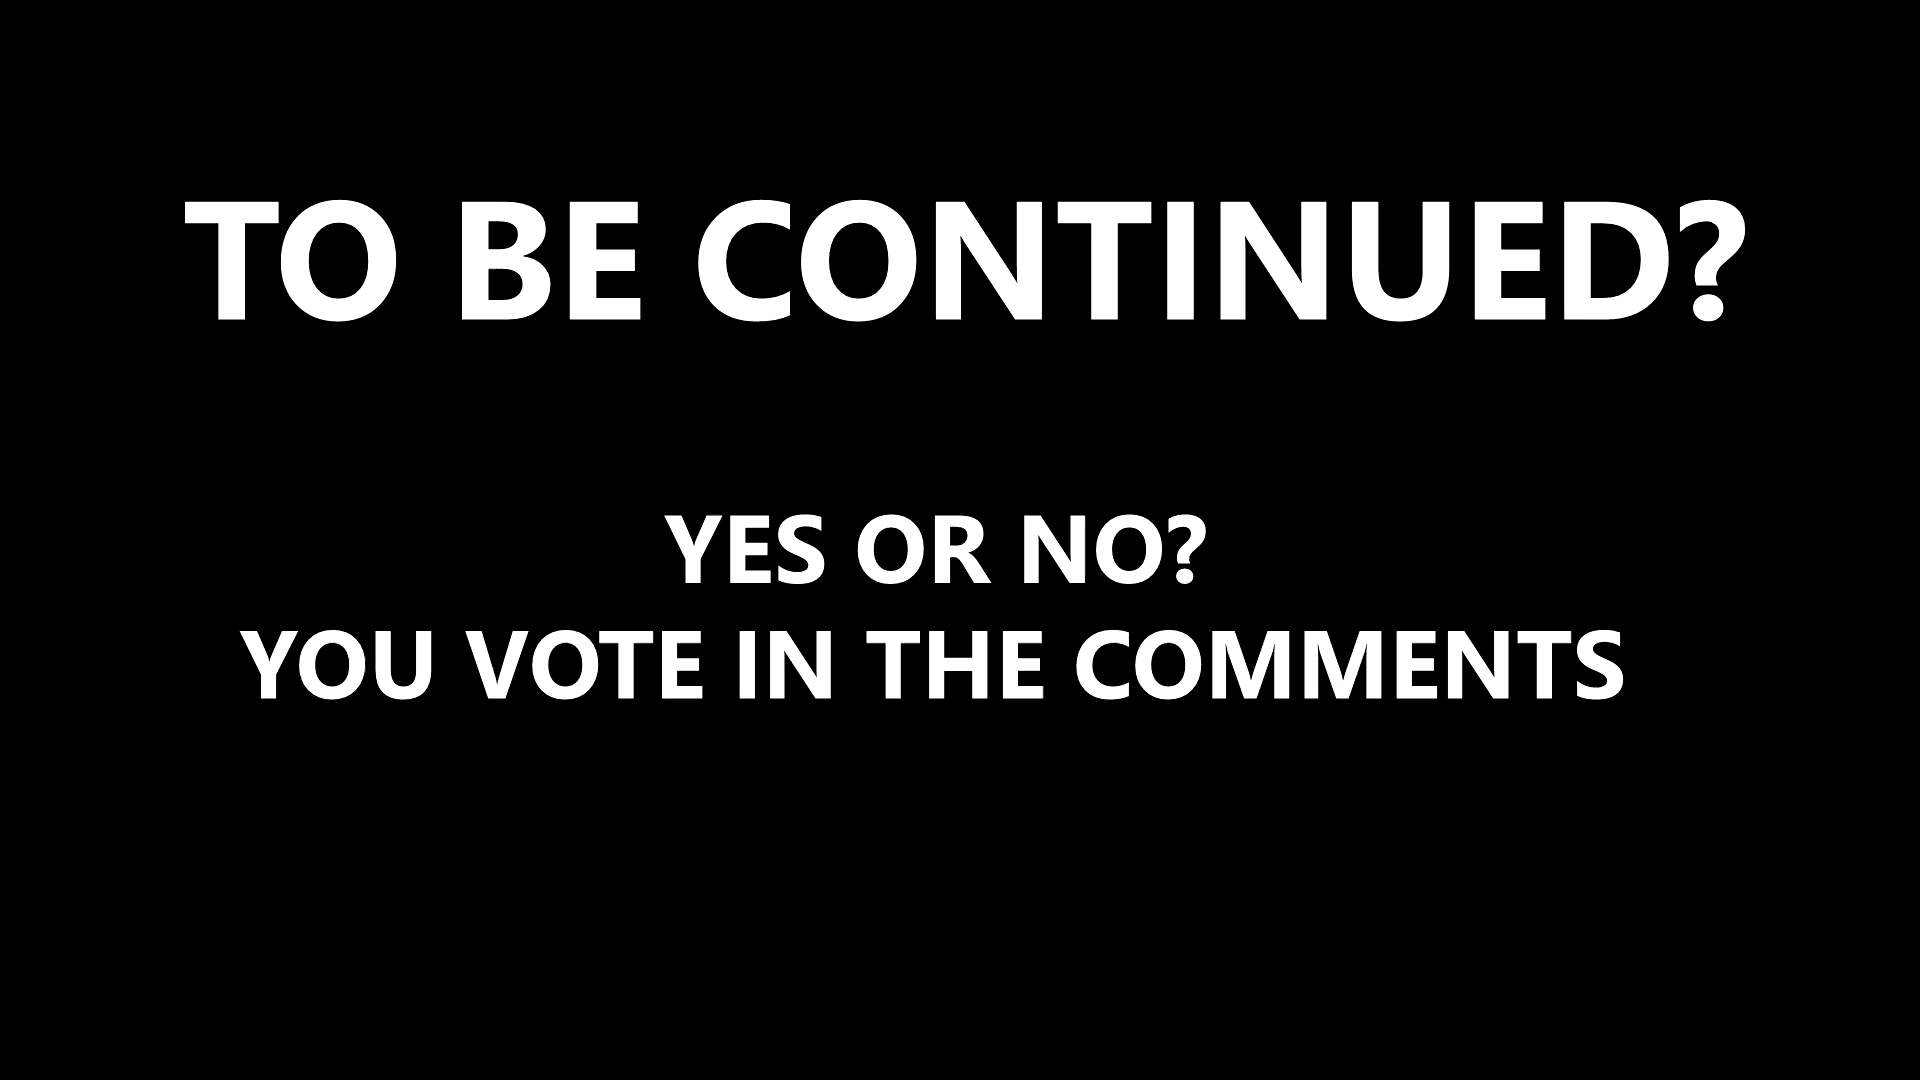 TO BE CONTINUED?
YES OR NO?
YOU VOTE IN THE COMMENTS